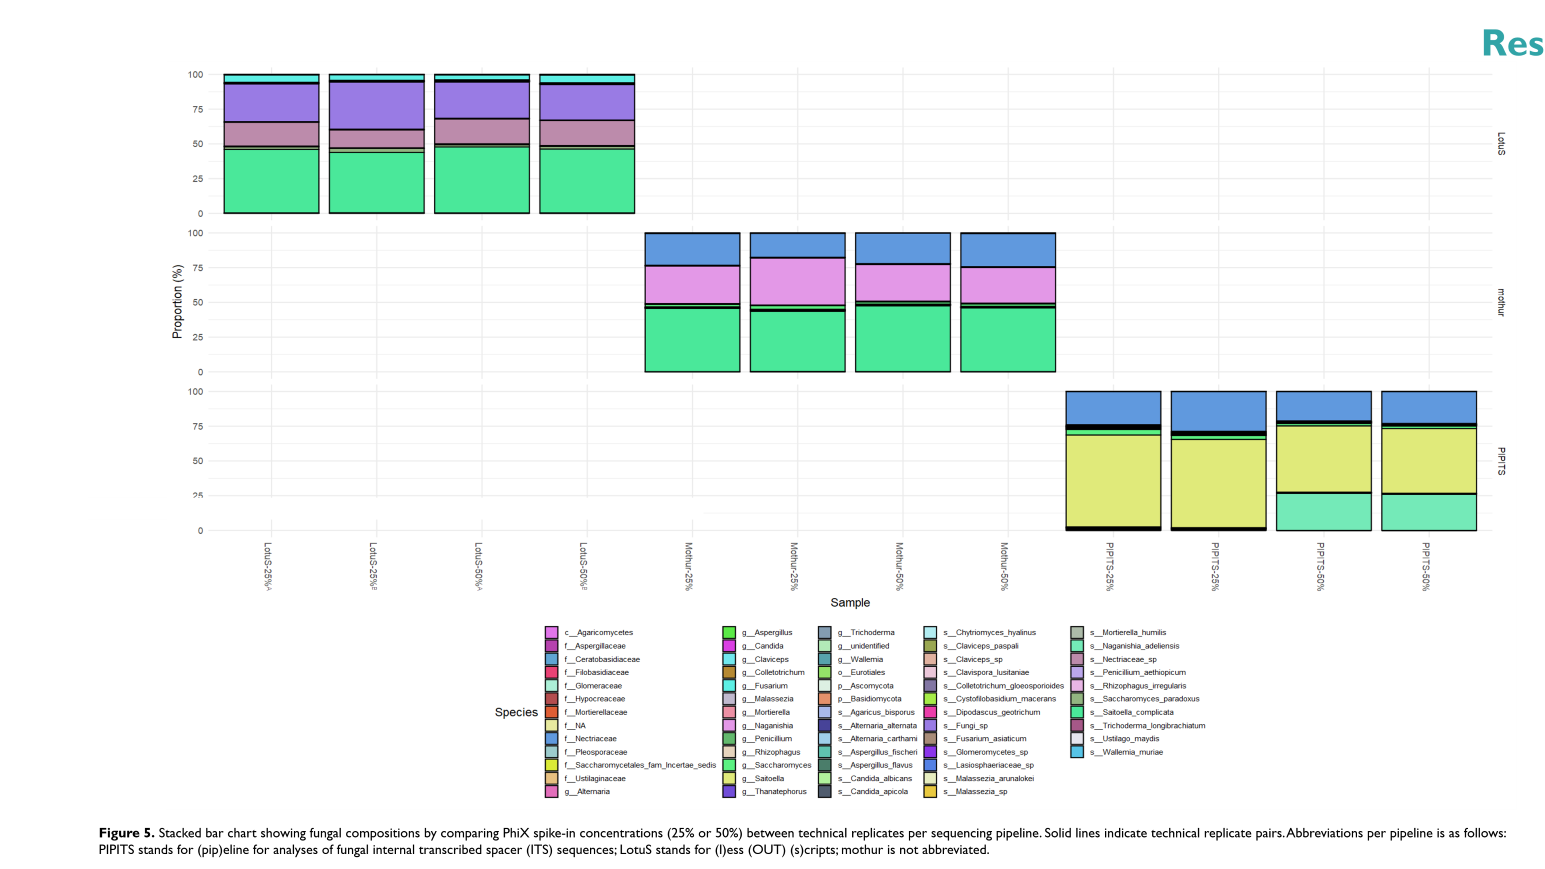 Res
100
75
50
25
0
LotuS
100
75
50
25
0
mothur
100
75
50
25
0
PIPITS
Proportion (%)
LotuS-25%ᴬ
LotuS-25%ᴮ
LotuS-50%ᴬ
LotuS-50%ᴮ
Mothur-25%
Mothur-25%
Mothur-50%
Mothur-50%
PIPITS-25%
PIPITS-25%
PIPITS-50%
PIPITS-50%
Sample
Species
c__Agaricomycetes
f__Aspergillaceae
f__Ceratobasidiaceae
f__Filobasidiaceae
f__Glomeraceae
f__Hypocreaceae
f__Mortierellaceae
f__NA
f__Nectriaceae
f__Pleosporaceae
f__Saccharomycetales_fam_Incertae_sedis
f__Ustilaginaceae
g__Alternaria
g__Aspergillus
g__Candida
g__Claviceps
g__Colletotrichum
g__Fusarium
g__Malassezia
g__Mortierella
g__Naganishia
g__Penicillium
g__Rhizophagus
g__Saccharomyces
g__Saitoella
g__Thanatephorus
g__Trichoderma
g__unidentified
g__Wallemia
o__Eurotiales
p__Ascomycota
p__Basidiomycota
s__Agaricus_bisporus
s__Alternaria_alternata
s__Alternaria_carthami
s__Aspergillus_fischeri
s__Aspergillus_flavus
s__Candida_albicans
s__Candida_apicola
s__Chytriomyces_hyalinus
s__Claviceps_paspali
s__Claviceps_sp
s__Clavispora_lusitaniae
s__Colletotrichum_gloeosporioides
s__Cystofilobasidium_macerans
s__Dipodascus_geotrichum
s__Fungi_sp
s__Fusarium_asiaticum
s__Glomeromycetes_sp
s__Lasiosphaeriaceae_sp
s__Malassezia_arunalokei
s__Malassezia_sp
s__Mortierella_humilis
s__Naganishia_adeliensis
s__Nectriaceae_sp
s__Penicillium_aethiopicum
s__Rhizophagus_irregularis
s__Saccharomyces_paradoxus
s__Saitoella_complicata
s__Trichoderma_longibrachiatum
s__Ustilago_maydis
s__Wallemia_muriae
Figure 5. Stacked bar chart showing fungal compositions by comparing PhiX spike-in concentrations (25% or 50%) between technical replicates per sequencing pipeline. Solid lines indicate technical replicate pairs. Abbreviations per pipeline is as follows:
PIPITS stands for (pip)eline for analyses of fungal internal transcribed spacer (ITS) sequences; LotuS stands for (l)ess (OUT) (s)cripts; mothur is not abbreviated.